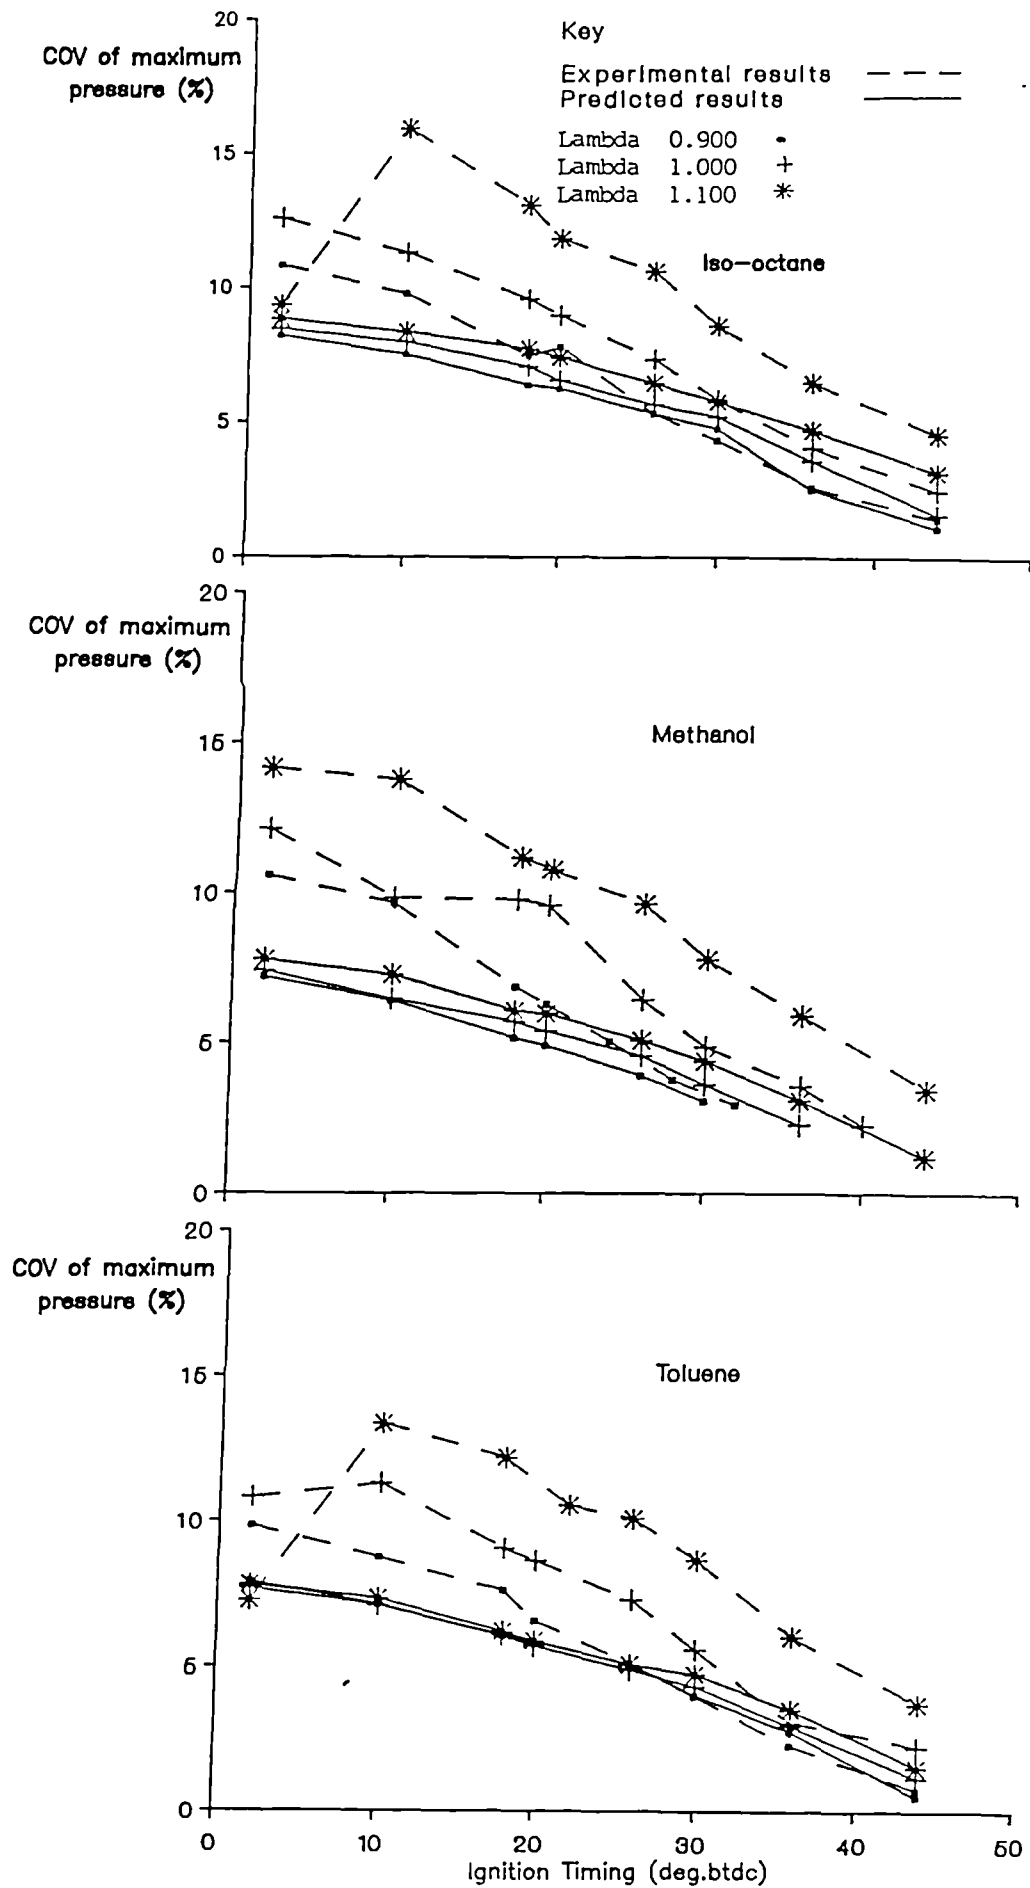 20
COV of maximum
pressure (%)
Key
Experimental results
Predicted results
Lambda 0.900
Lambda 1.000
Lambda 1.100
15
Iso-octane
10
5
0
20
COV of maximum
pressure (%)
Methanol
15
10
5
0
20
COV of maximum
pressure (%)
Toluene
15
10
5
0
0 10 20 30 40 50
Ignition Timing (deg.btdc)